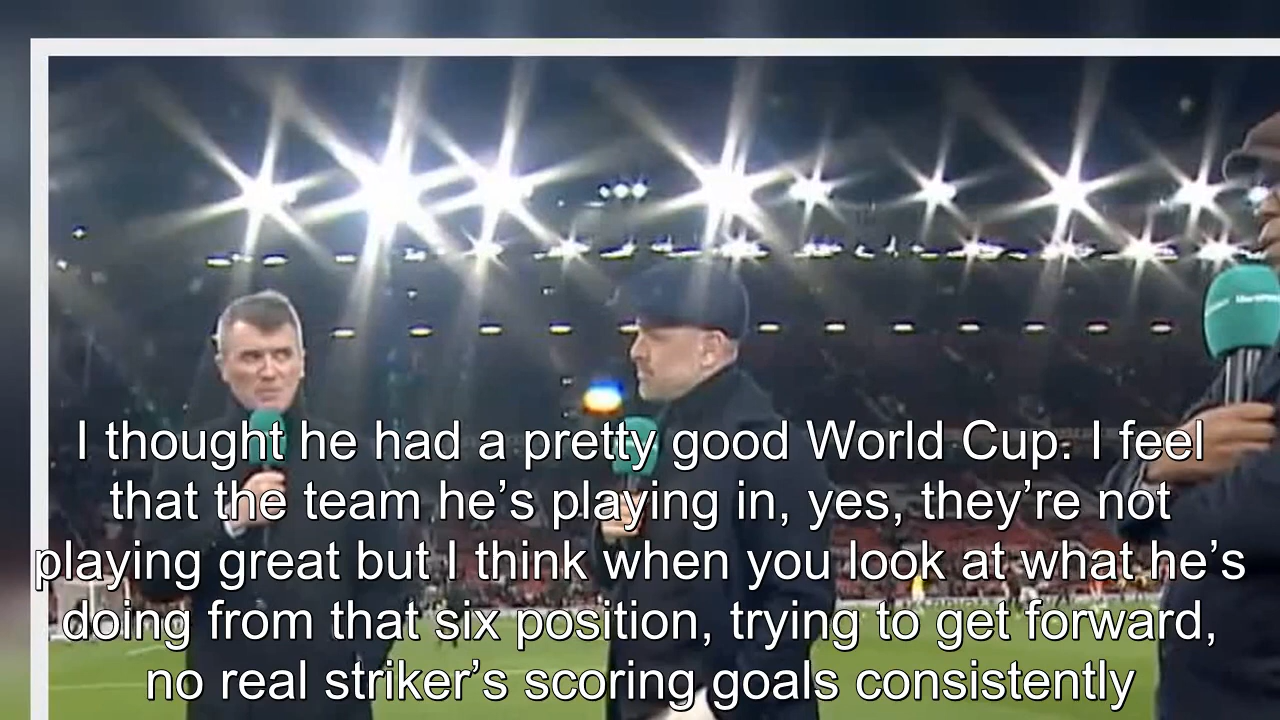 I thought he had a pretty good World Cup. I feel
that the team he’s playing in, yes, they’re not
playing great but I think when you look at what he’s
doing from that six position, trying to get forward,
no real striker’s scoring goals consistently